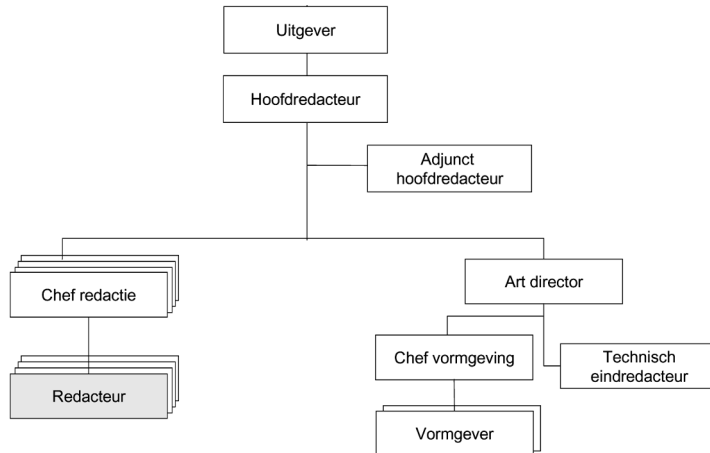 Uitgever
Hoofdredacteur
Adjunct
hoofdredacteur
Chef redactie
Art director
Chef vormgeving
Technisch
eindredacteur
Redacteur
Vormgever